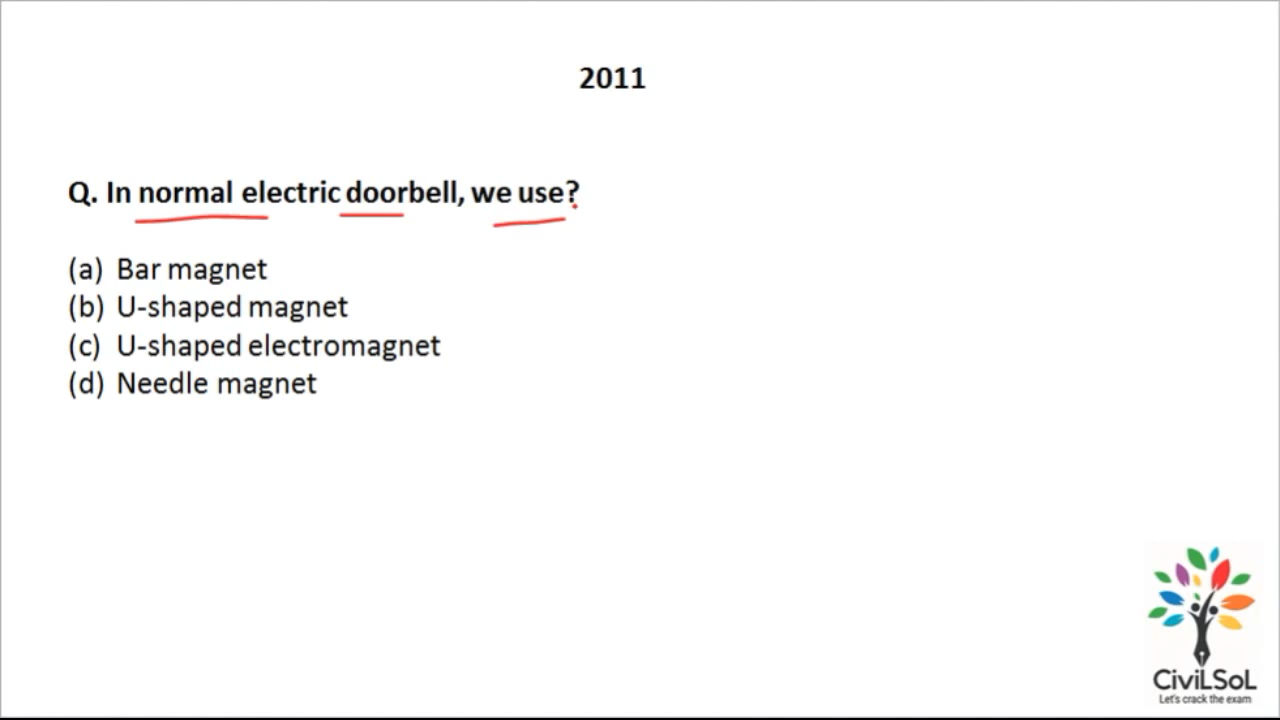 2011
Q. In normal electric doorbell, we use?
(a) Bar magnet
(b) U-shaped magnet
(c) U-shaped electromagnet
(d) Needle magnet
CiviLSoL
Let's crack the exam